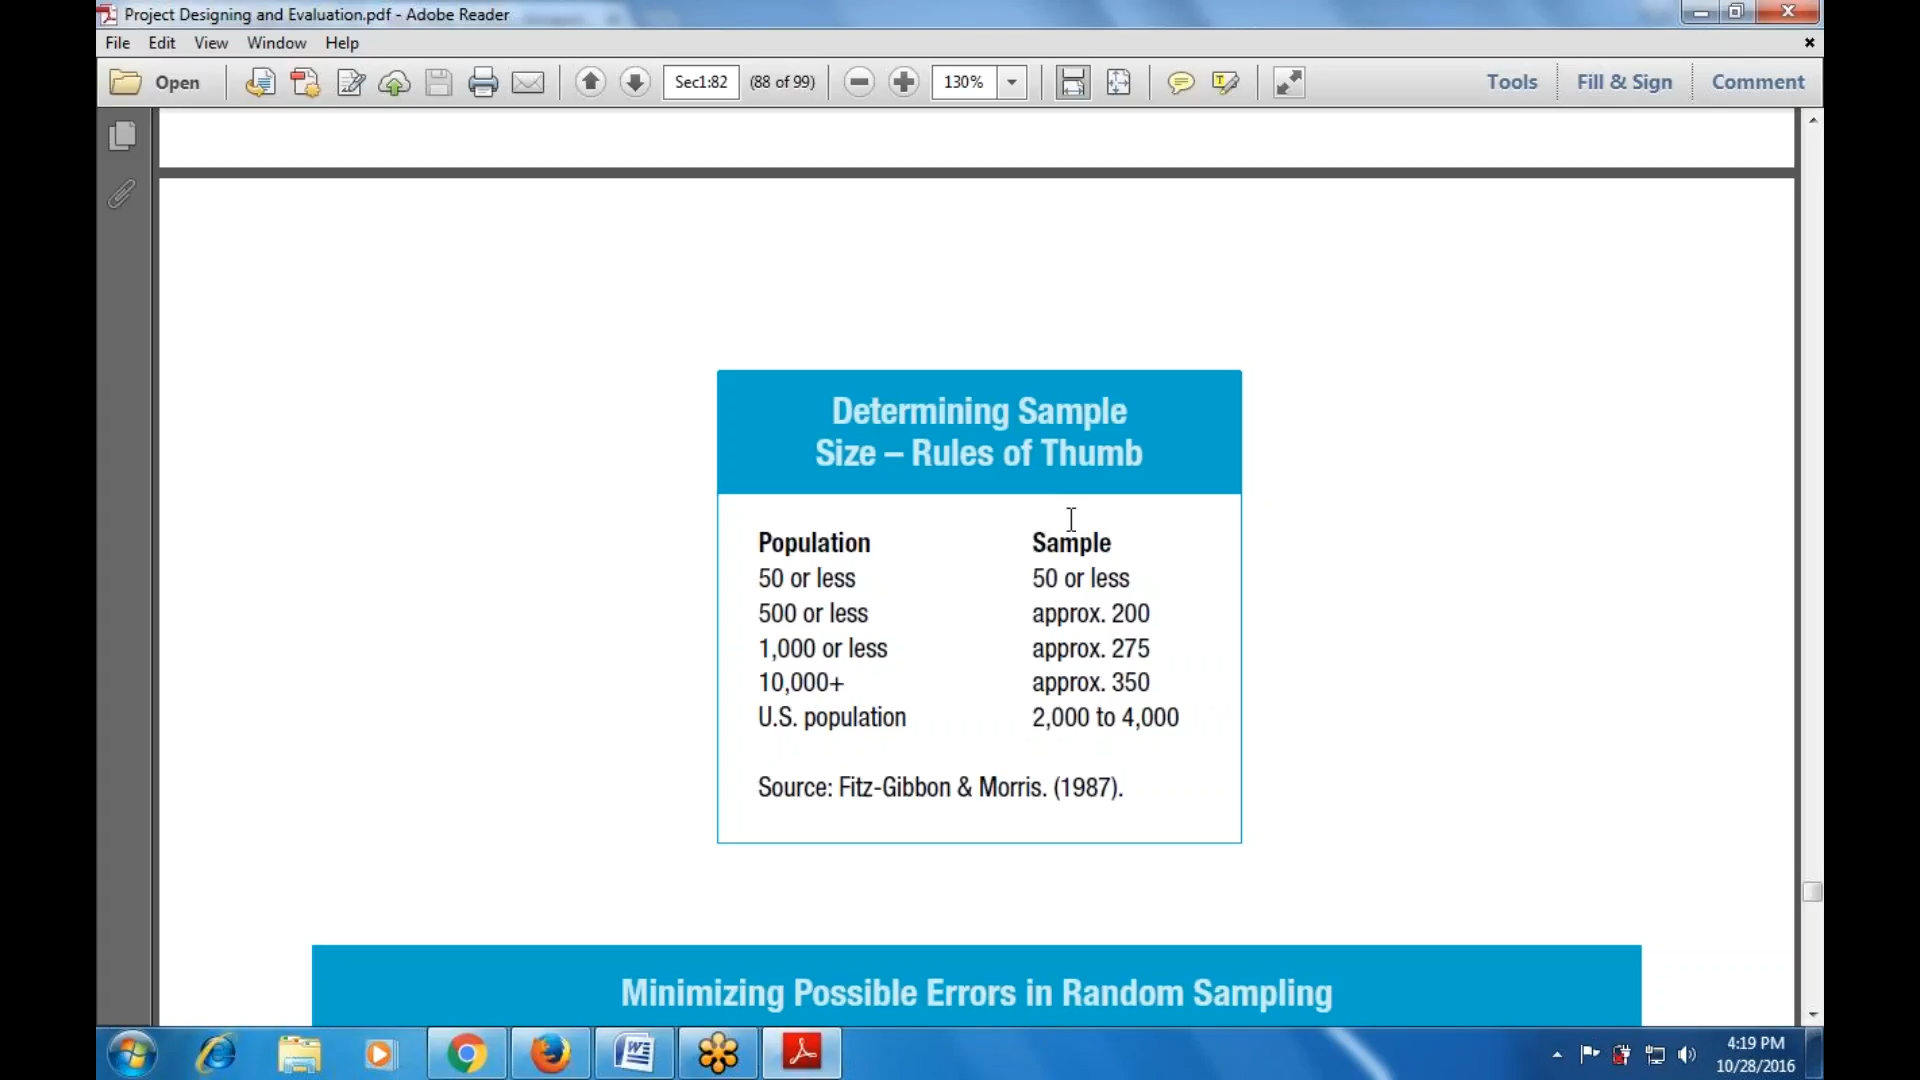 Project Designing and Evaluation.pdf - Adobe Reader
File Edit View Window Help
Open Sec1:82 (88 of 99) 130% Tools Fill & Sign Comment
Determining Sample
Size – Rules of Thumb
Population Sample
50 or less 50 or less
500 or less approx. 200
1,000 or less approx. 275
10,000+ approx. 350
U.S. population 2,000 to 4,000
Source: Fitz-Gibbon & Morris. (1987).
Minimizing Possible Errors in Random Sampling
4:19 PM
10/28/2016